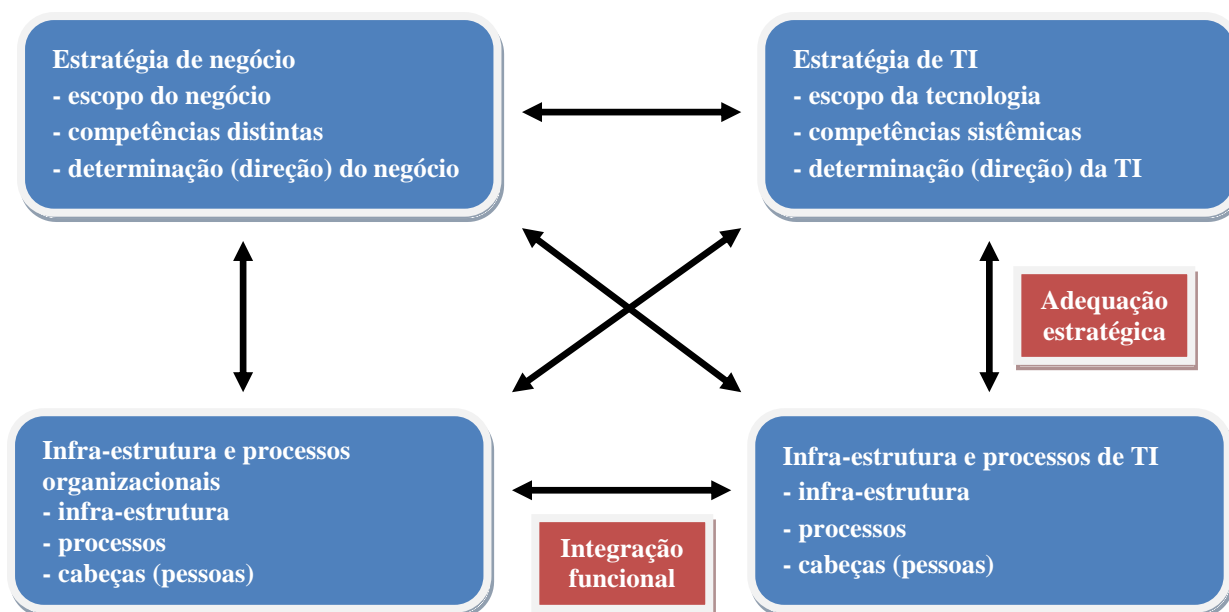 Estratégia de negócio
- escopo do negócio
- competências distintas
- determinação (direção) do negócio
Estratégia de TI
- escopo da tecnologia
- competências sistêmicas
- determinação (direção) da TI
Adequação
estratégica
Infra-estrutura e processos
organizacionais
- infra-estrutura
- processos
- cabeças (pessoas)
Integração
funcional
Infra-estrutura e processos de TI
- infra-estrutura
- processos
- cabeças (pessoas)